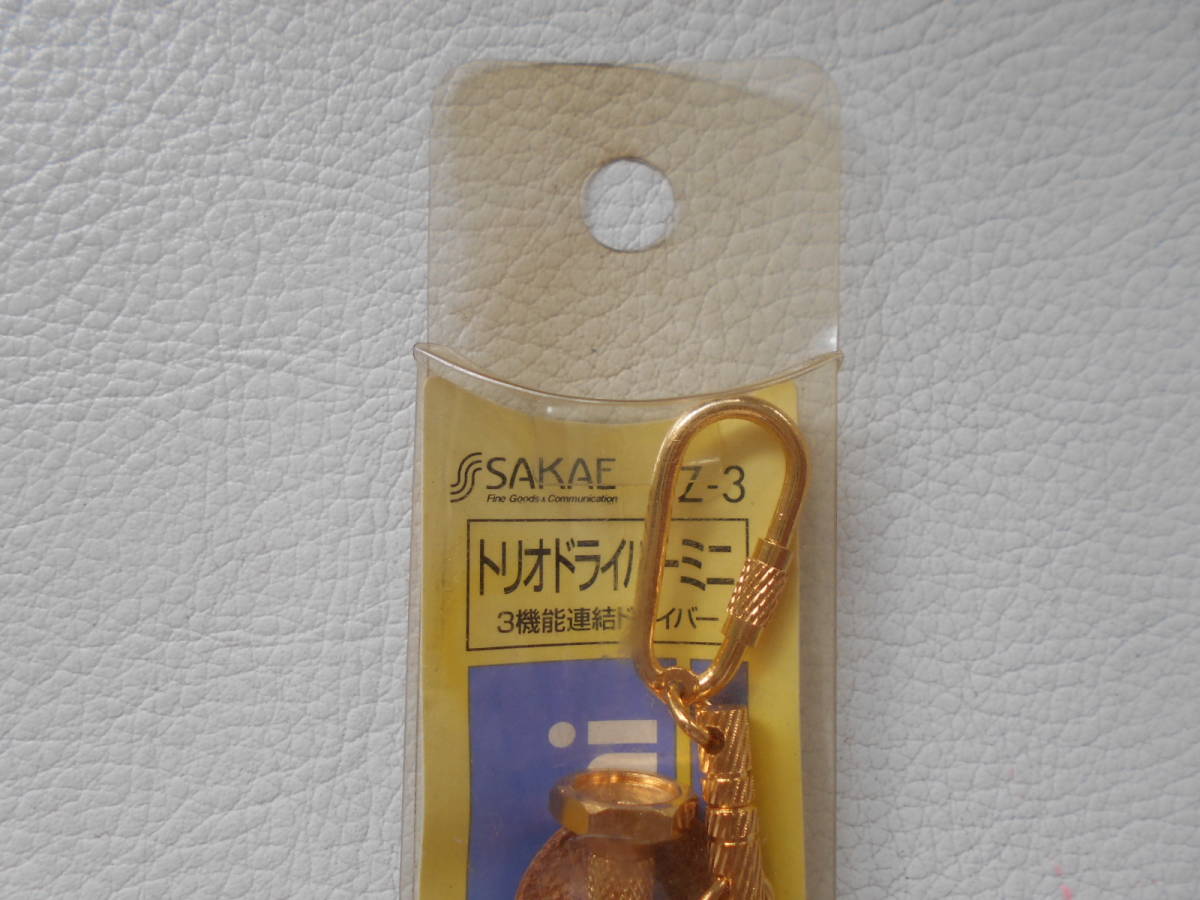 SAKAE Z-3
Fine Goods & Communication
トリオドライバーミニ
3機能連結ドライバー
ni